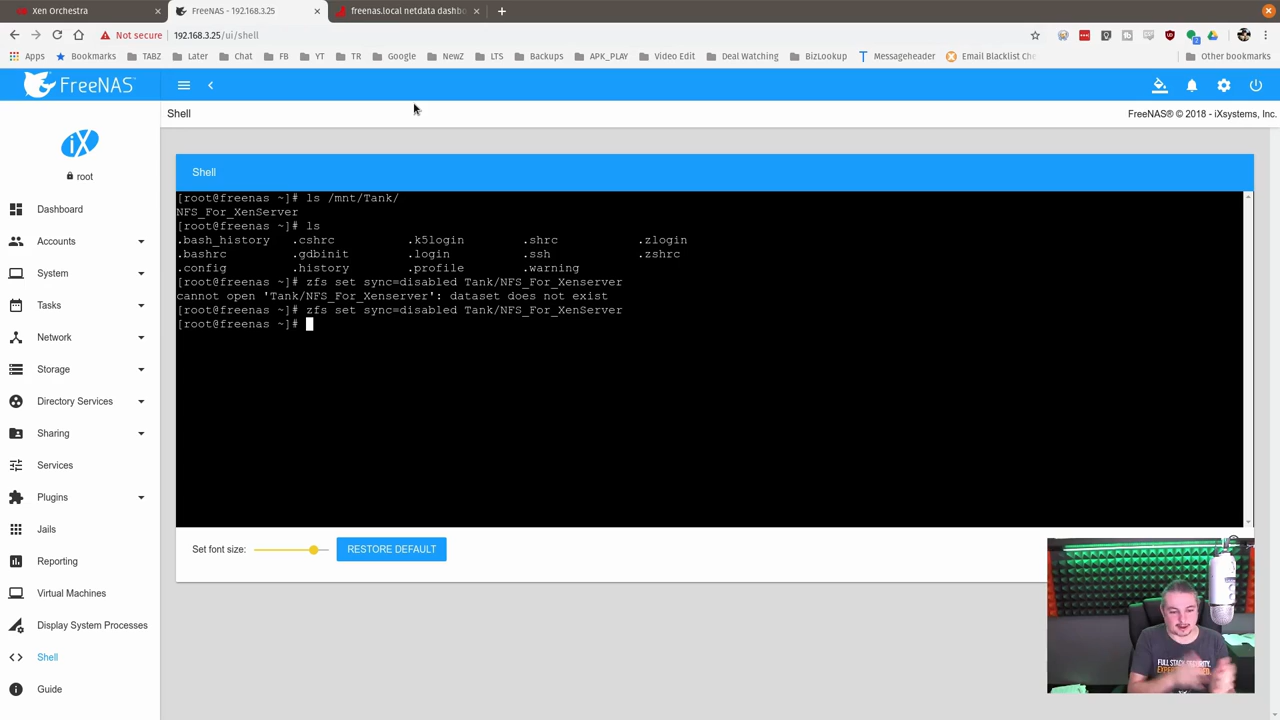 Xen Orchestra
FreeNAS - 192.168.3.25
freenas.local netdata dashbo
Not secure
192.168.3.25/ui/shell
Apps
Bookmarks
TABZ
Later
Chat
FB
YT
TR
Google
NewZ
LTS
Backups
APK_PLAY
Video Edit
Deal Watching
BizLookup
Messageheader
Email Blacklist Che
Other bookmarks
FreeNAS
Shell
FreeNAS® © 2018 - iXsystems, Inc.
iX
root
Dashboard
Accounts
System
Tasks
Network
Storage
Directory Services
Sharing
Services
Plugins
Jails
Reporting
Virtual Machines
Display System Processes
Shell
Guide
Shell
[root@freenas ~]# ls /mnt/Tank/
NFS_For_XenServer
[root@freenas ~]# ls
.bash_history .cshrc .k5login .shrc .zlogin
.bashrc .gdbinit .login .ssh .zshrc
.config .history .profile .warning
[root@freenas ~]# zfs set sync=disabled Tank/NFS_For_Xenserver
cannot open 'Tank/NFS_For_Xenserver': dataset does not exist
[root@freenas ~]# zfs set sync=disabled Tank/NFS_For_XenServer
[root@freenas ~]#
Set font size:
RESTORE DEFAULT
FULL STACK